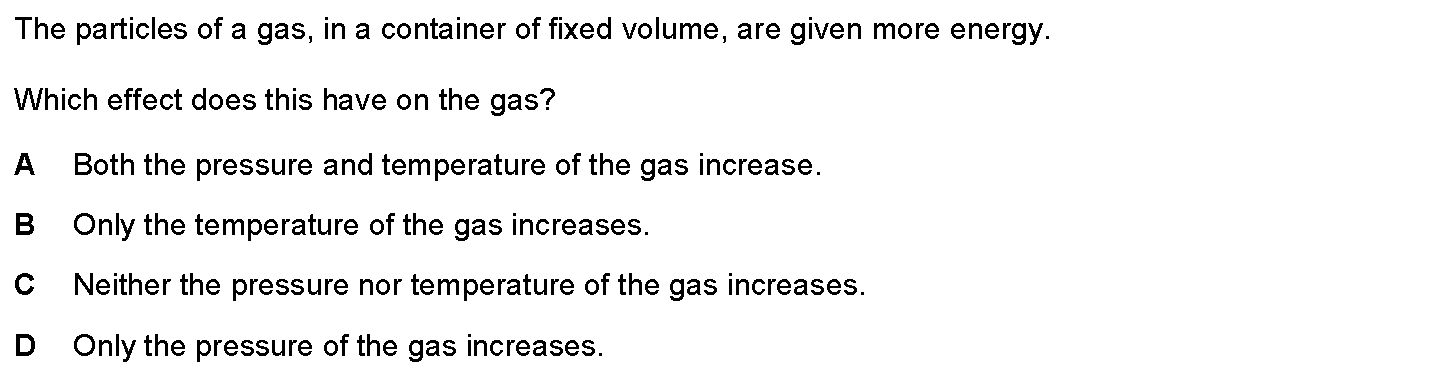 The particles of a gas, in a container of fixed volume, are given more energy.
Which effect does this have on the gas?
A Both the pressure and temperature of the gas increase.
B Only the temperature of the gas increases.
C Neither the pressure nor temperature of the gas increases.
D Only the pressure of the gas increases.